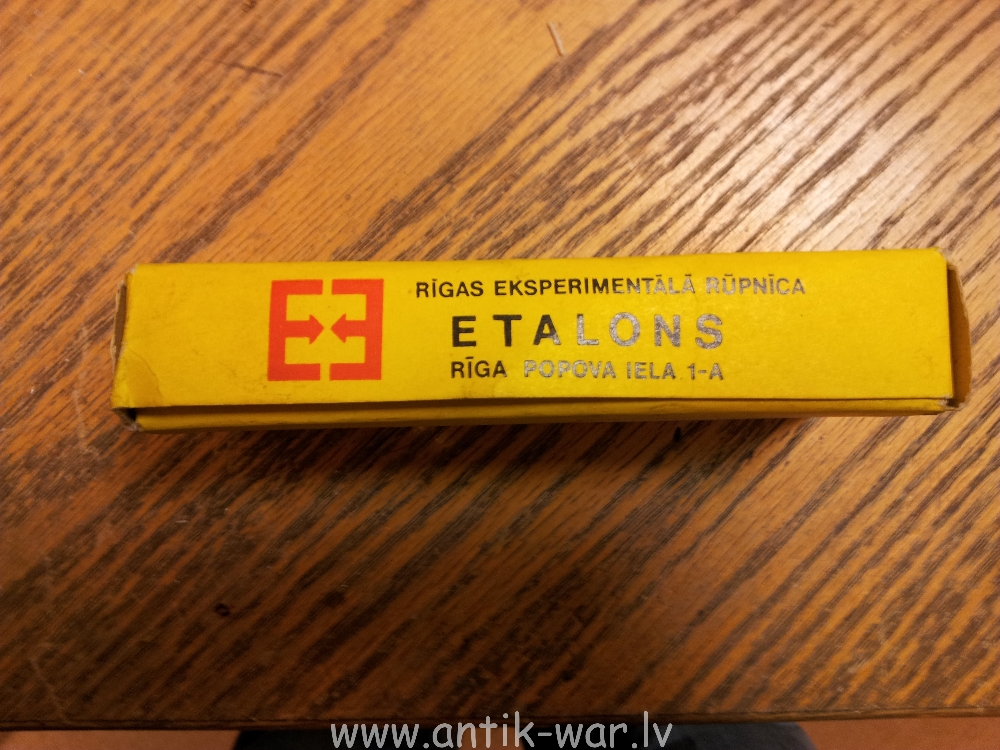 RĪGAS EKSPERIMENTĀLĀ RŪPNĪCA
ETALONS
RĪGA POPOVA IELA 1-A
www.antik-war.lv